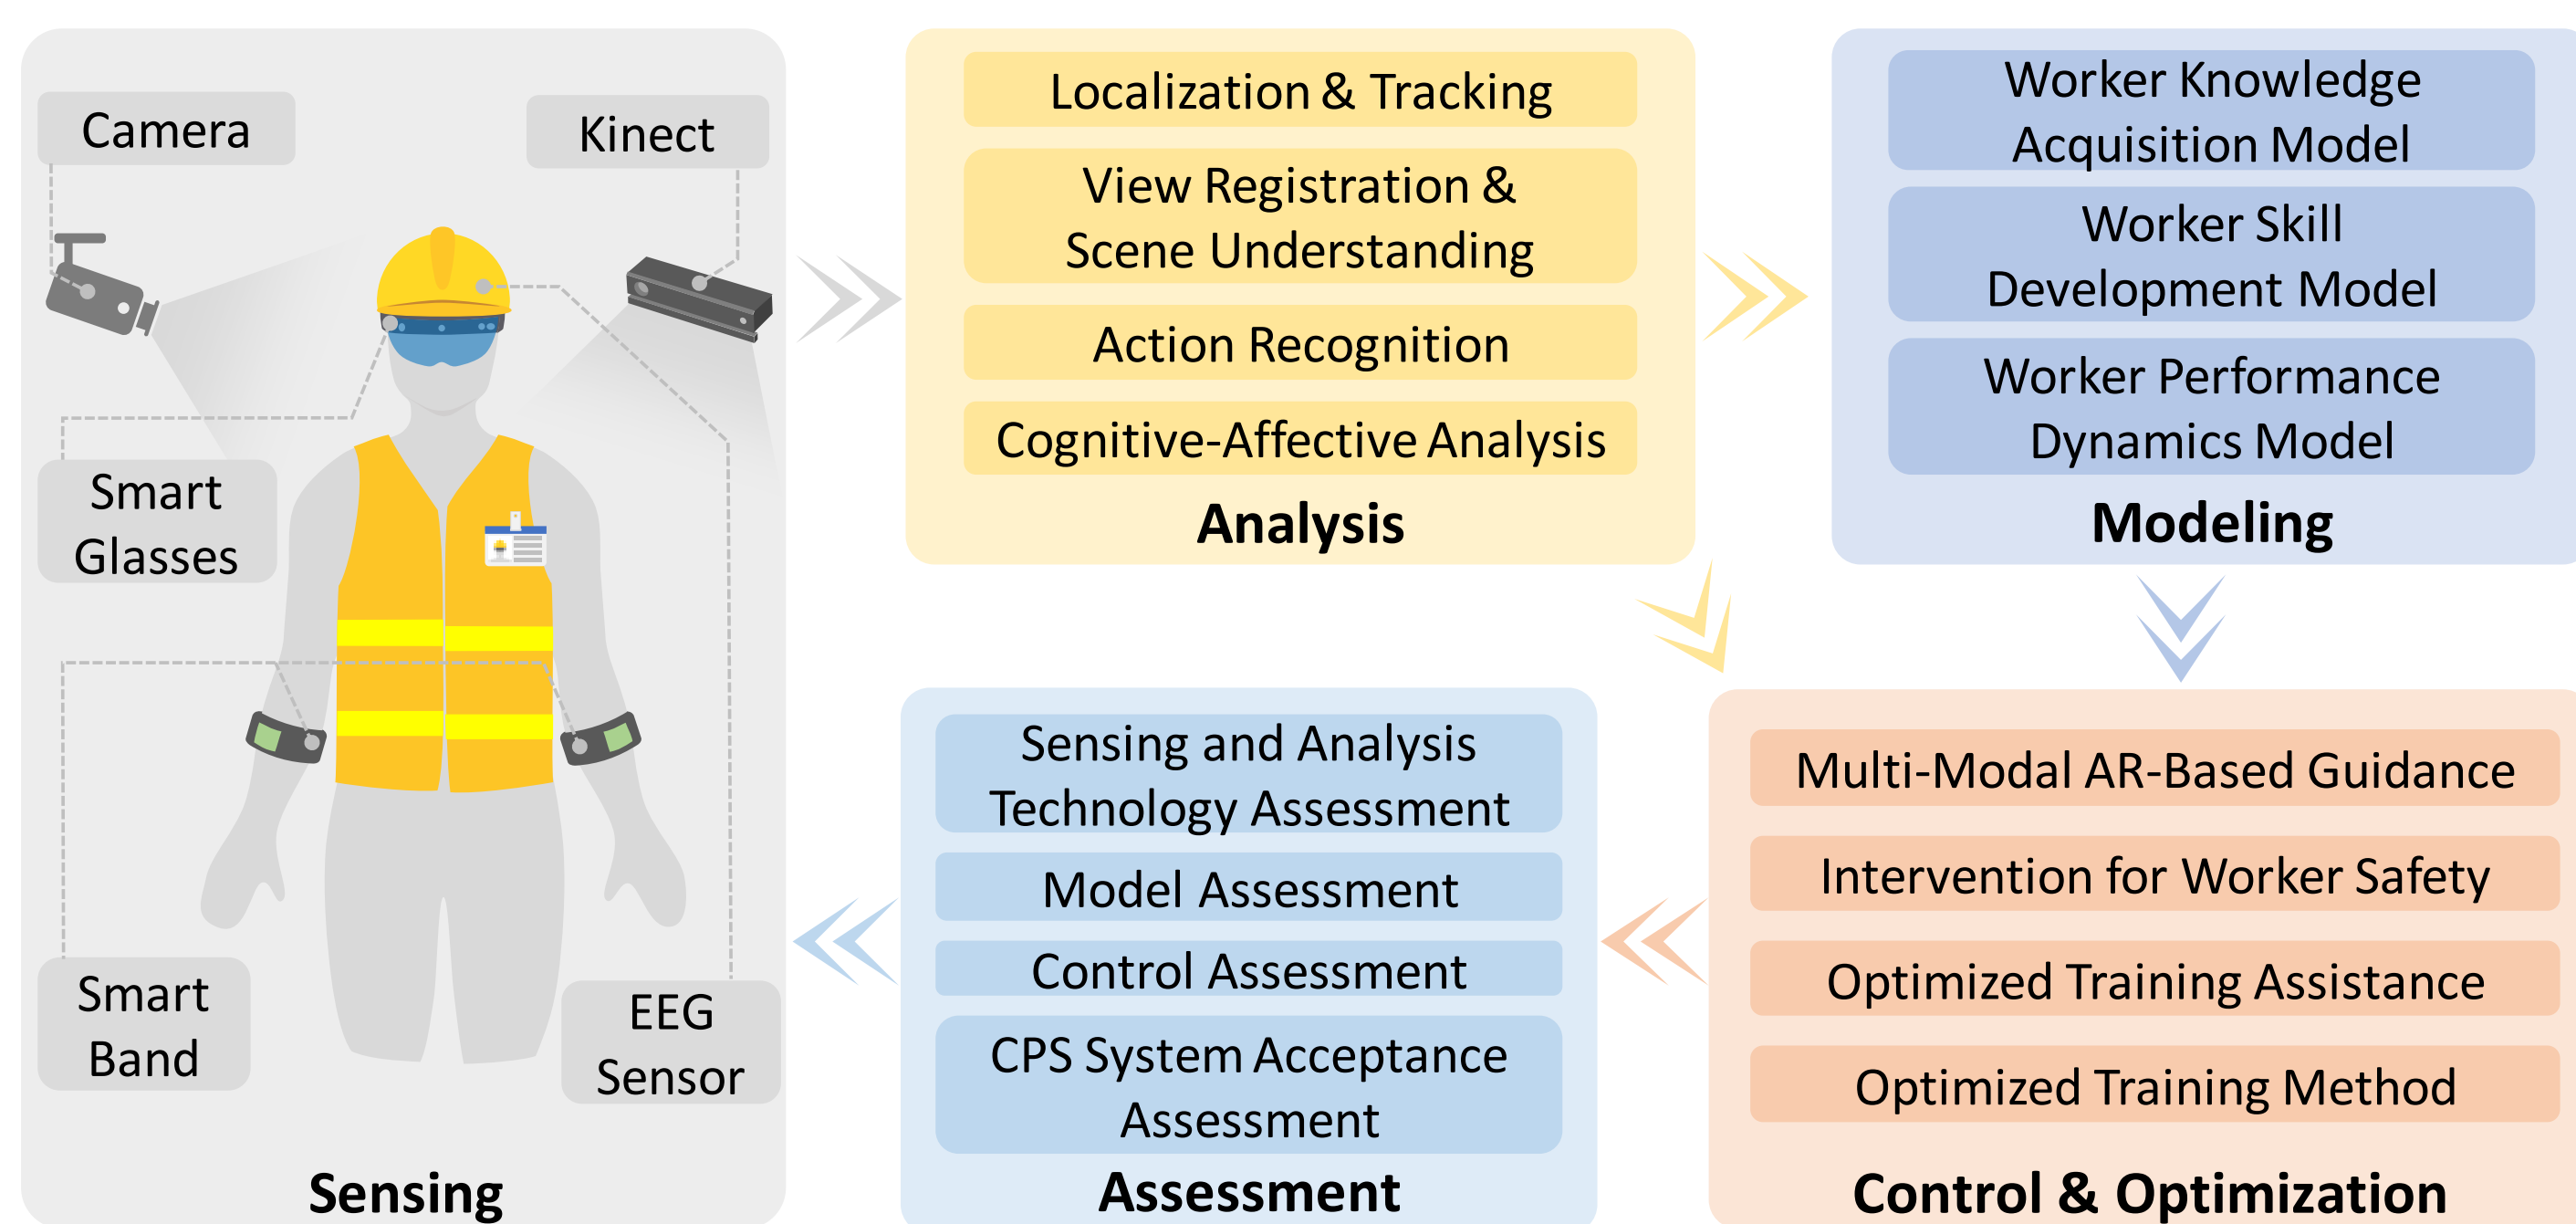 Camera
Kinect
Smart
Glasses
Smart
Band
EEG
Sensor
Sensing
Localization & Tracking
View Registration &
Scene Understanding
Action Recognition
Cognitive-Affective Analysis
Analysis
Worker Knowledge
Acquisition Model
Worker Skill
Development Model
Worker Performance
Dynamics Model
Modeling
Sensing and Analysis
Technology Assessment
Model Assessment
Control Assessment
CPS System Acceptance
Assessment
Assessment
Multi-Modal AR-Based Guidance
Intervention for Worker Safety
Optimized Training Assistance
Optimized Training Method
Control & Optimization